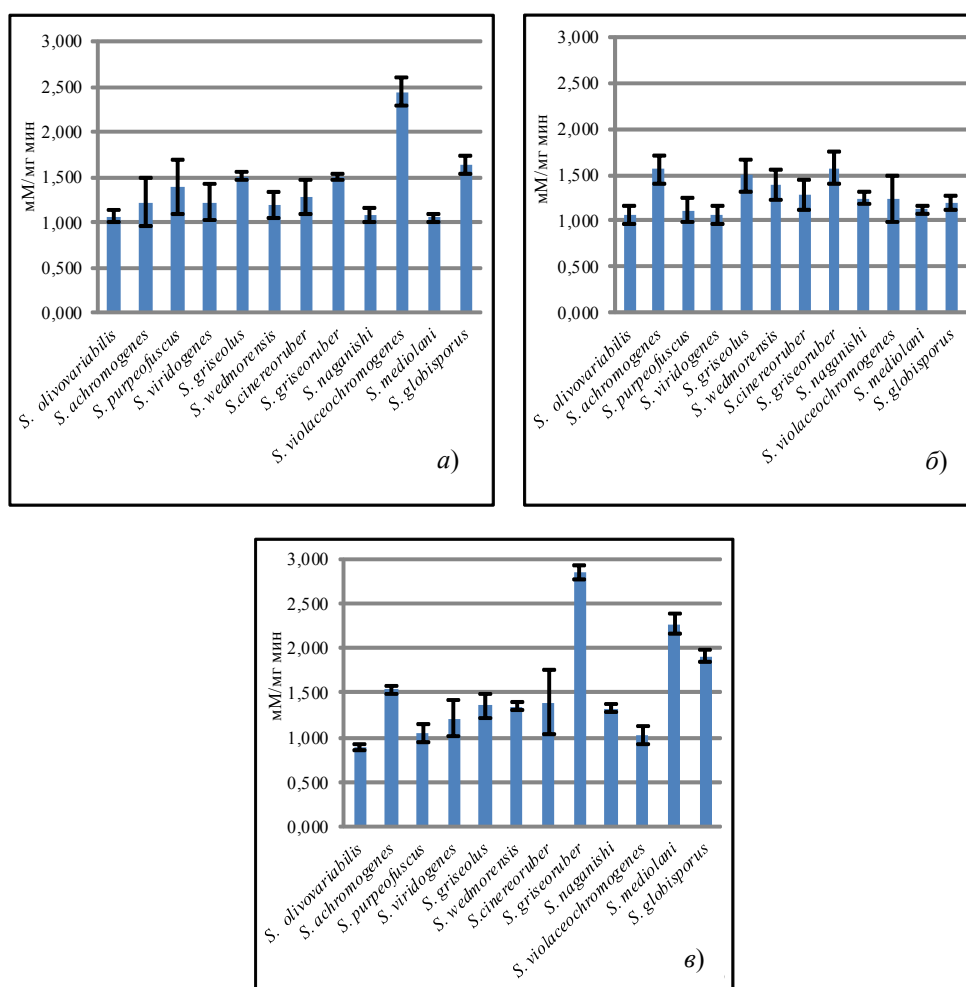 3,000
2,500
2,000
1,500
1,000
0,500
0,000
мМ/мг мин
S. olivovariabilis
S. achromogenes
S. purpeofuscus
S. viridogenes
S. griseolus
S. wedmorensis
S.cinereoruber
S. griseoruber
S. naganishi
S. violaceochromogenes
S. mediolani
S. globisporus
а)
3,000
2,500
2,000
1,500
1,000
0,500
0,000
мМ/мг мин
S. olivovariabilis
S. achromogenes
S. purpeofuscus
S. viridogenes
S. griseolus
S. wedmorensis
S.cinereoruber
S. griseoruber
S. naganishi
S. violaceochromogenes
S. mediolani
S. globisporus
б)
3,000
2,500
2,000
1,500
1,000
0,500
0,000
мМ/мг мин
S. olivovariabilis
S. achromogenes
S. purpeofuscus
S. viridogenes
S. griseolus
S. wedmorensis
S.cinereoruber
S. griseoruber
S. naganishi
S. violaceochromogenes
S. mediolani
S. globisporus
в)